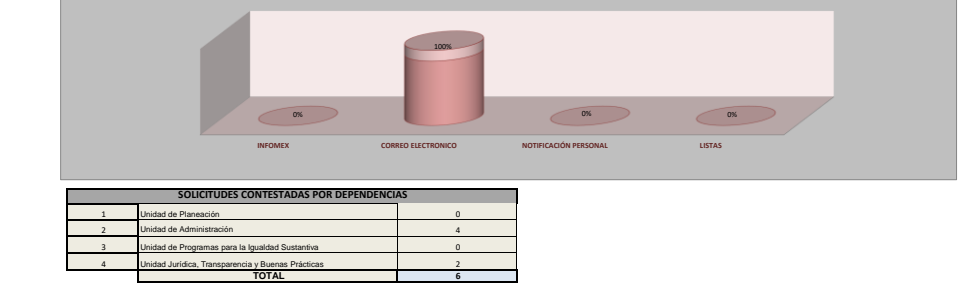 100%
0%
0%
0%
INFOMEX CORREO ELECTRONICO NOTIFICACIÓN PERSONAL LISTAS
SOLICITUDES CONTESTADAS POR DEPENDENCIAS
1 Unidad de Planeación 0
2 Unidad de Administración 4
3 Unidad de Programas para la Igualdad Sustantiva 0
4 Unidad Jurídica, Transparencia y Buenas Prácticas 2
TOTAL 6